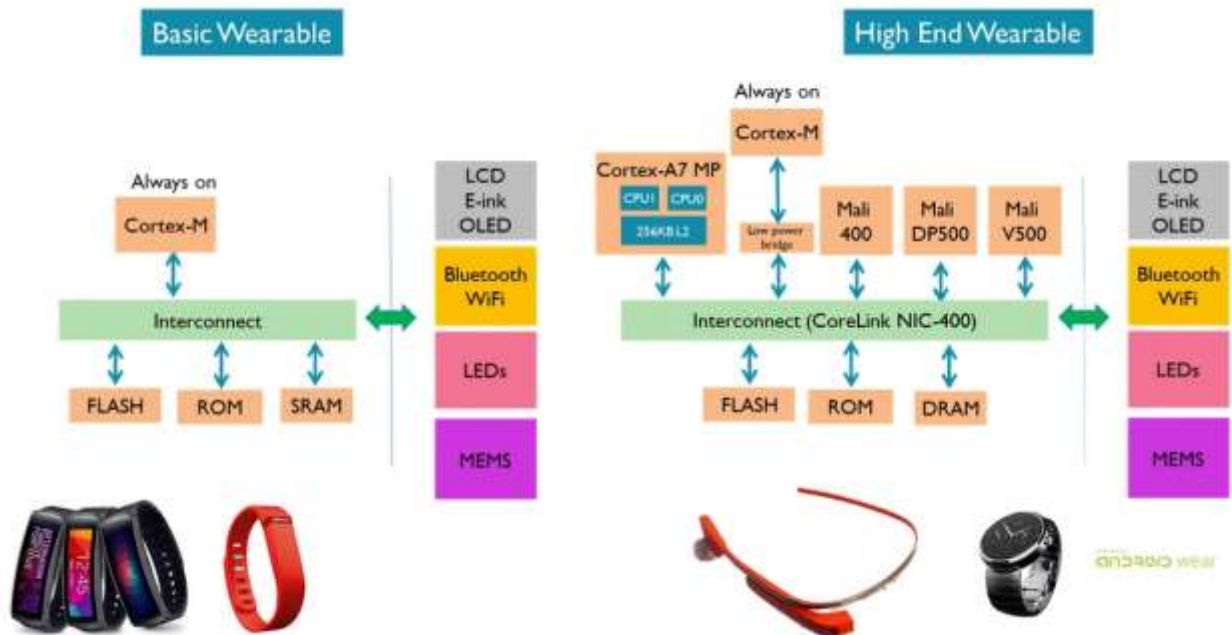 Basic Wearable
Always on
Cortex-M
Interconnect
FLASH
ROM
SRAM
LCD
E-ink
OLED
Bluetooth
WiFi
LEDs
MEMS
12:45
High End Wearable
Always on
Cortex-M
Cortex-A7 MP
CPU1
CPU0
256KB L2
Low power
bridge
Mali
400
Mali
DP500
Mali
V500
Interconnect (CoreLink NIC-400)
FLASH
ROM
DRAM
LCD
E-ink
OLED
Bluetooth
WiFi
LEDs
MEMS
android wear